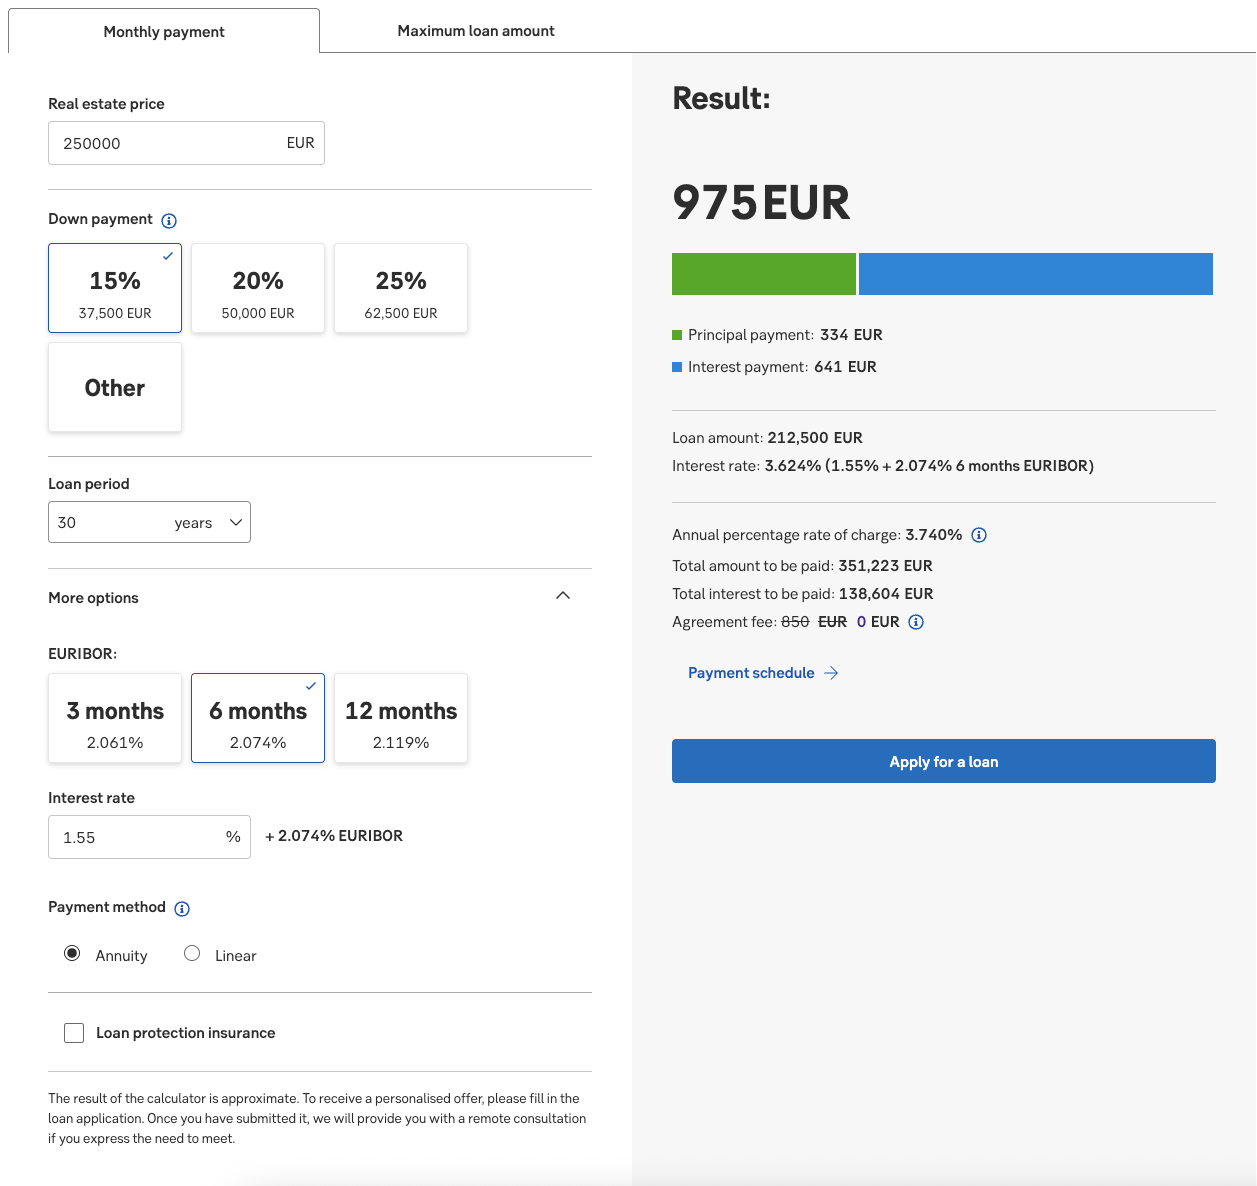 Monthly payment
Maximum loan amount
Real estate price
250000 EUR
Down payment
15%
37,500 EUR
20%
50,000 EUR
25%
62,500 EUR
Other
Loan period
30 years
More options
EURIBOR:
3 months
2.061%
6 months
2.074%
12 months
2.119%
Interest rate
1.55 %
+ 2.074% EURIBOR
Payment method
Annuity
Linear
Loan protection insurance
The result of the calculator is approximate. To receive a personalised offer, please fill in the
loan application. Once you have submitted it, we will provide you with a remote consultation
if you express the need to meet.
Result:
975 EUR
Principal payment: 334 EUR
Interest payment: 641 EUR
Loan amount: 212,500 EUR
Interest rate: 3.624% (1.55% + 2.074% 6 months EURIBOR)
Annual percentage rate of charge: 3.740%
Total amount to be paid: 351,223 EUR
Total interest to be paid: 138,604 EUR
Agreement fee: 850 EUR 0 EUR
Payment schedule
Apply for a loan